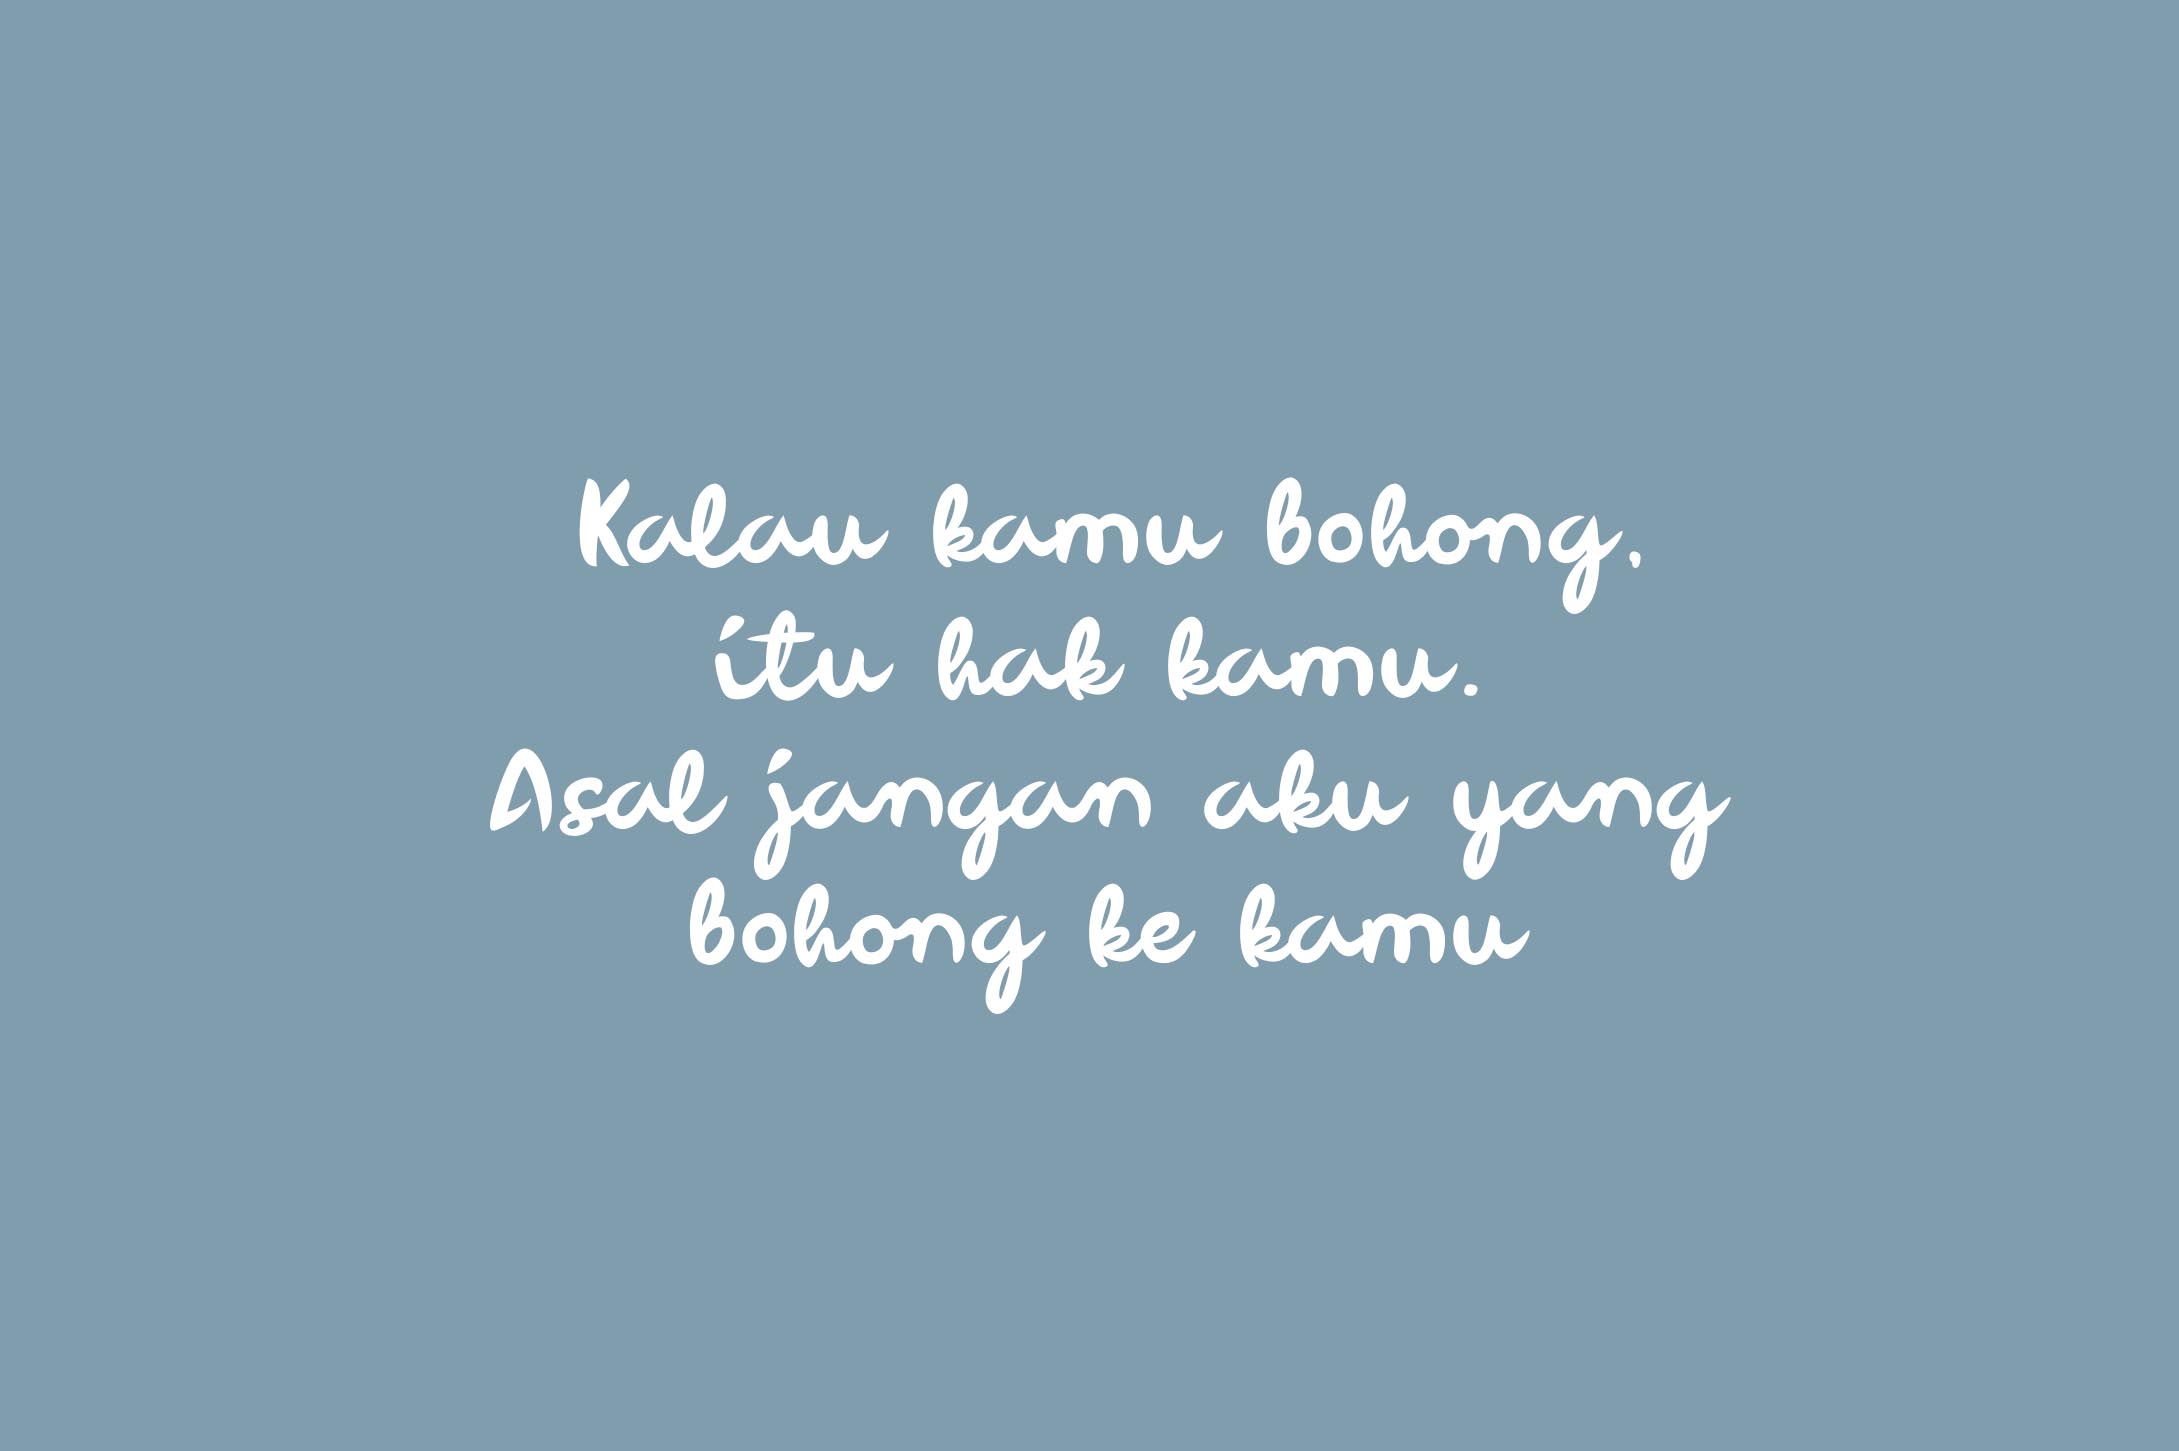 Kalau kamu bohong,
itu hak kamu.
Asal jangan aku yang
bohong ke kamu